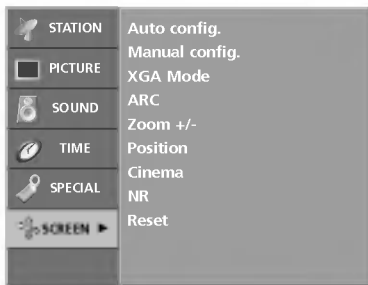 STATION
PICTURE
SOUND
TIME
SPECIAL
SCREEN ►
Auto config.
Manual config.
XGA Mode
ARC
Zoom +/-
Position
Cinema
NR
Reset